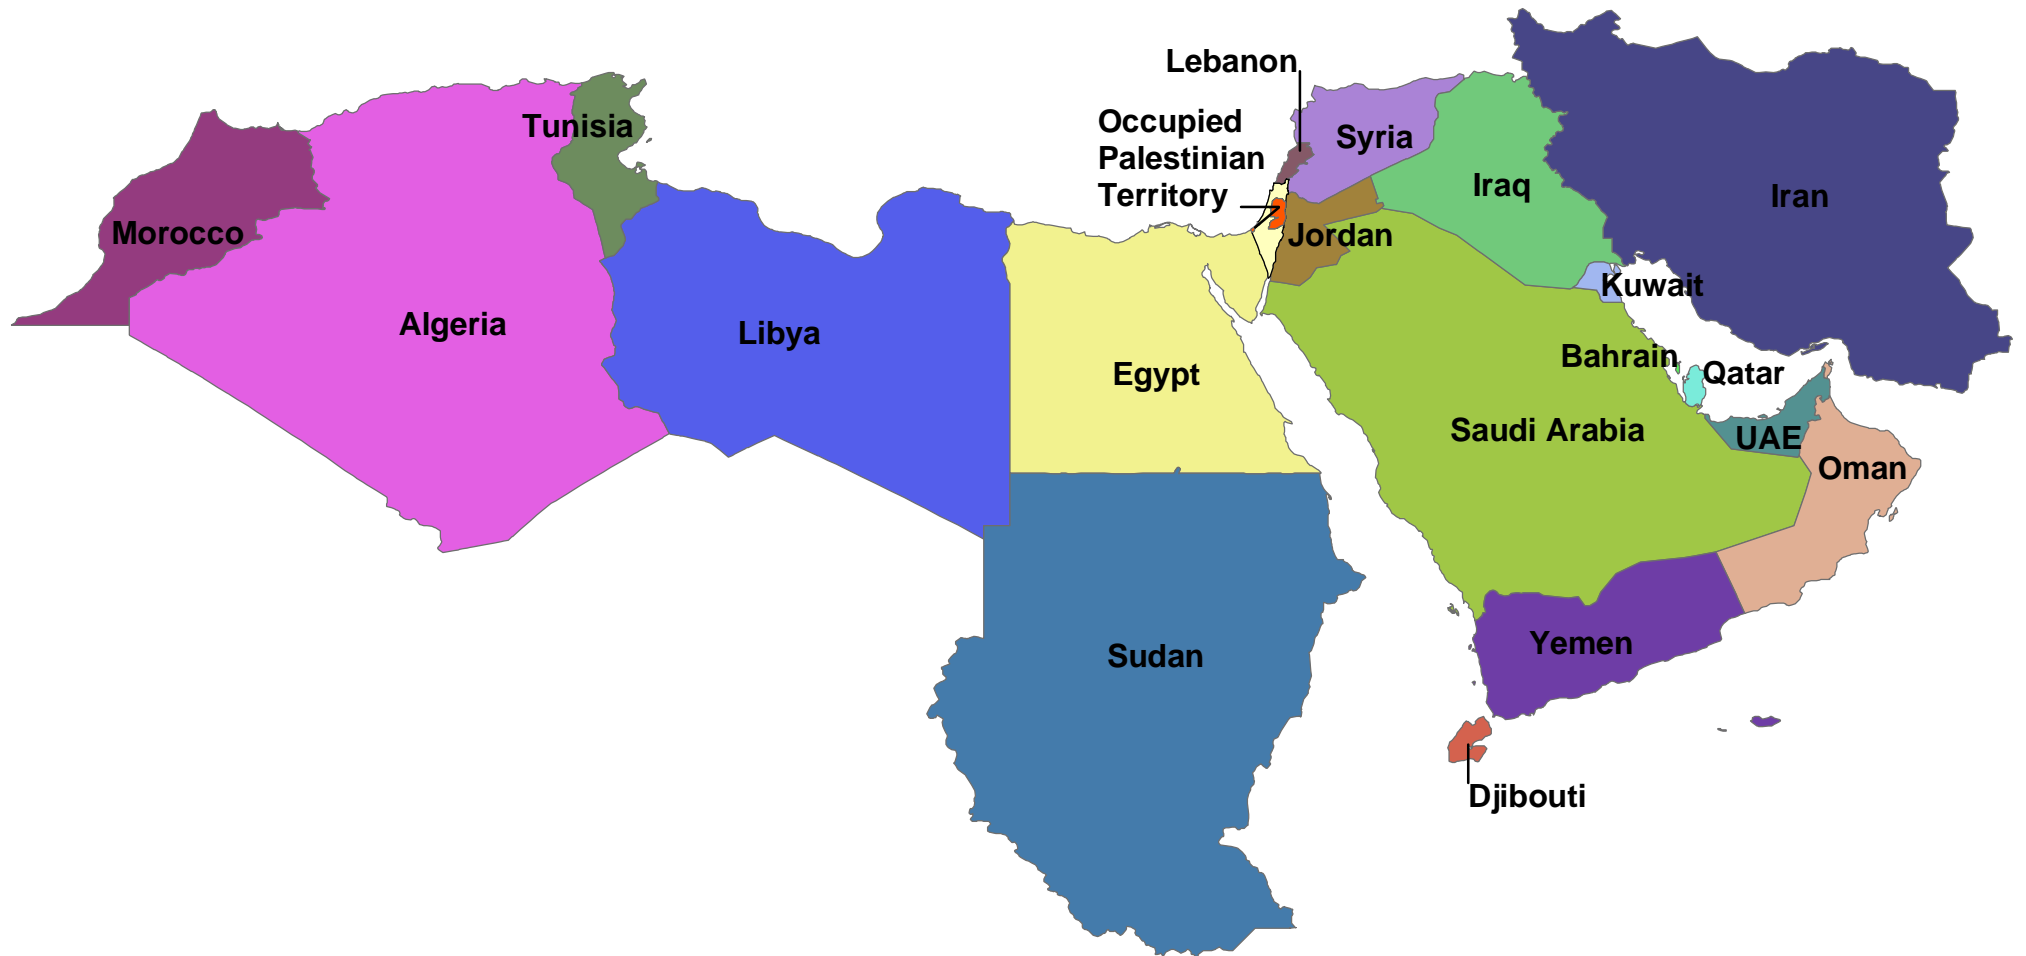 Lebanon
Occupied
Palestinian
Territory
Tunisia
Syria
Iraq
Iran
Morocco
Jordan
Kuwait
Algeria
Libya
Egypt
Bahrain
Qatar
Saudi Arabia
UAE
Oman
Sudan
Yemen
Djibouti